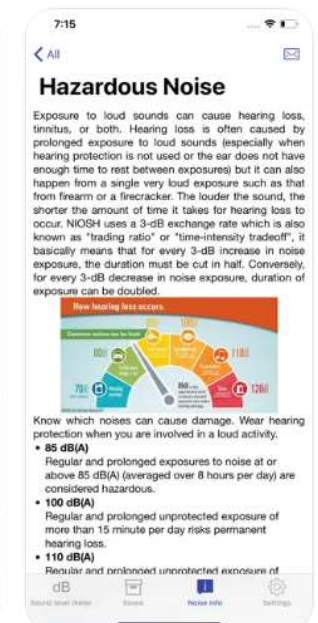 7:15
All
Hazardous Noise
Exposure to loud sounds can cause hearing loss,
tinnitus, or both. Hearing loss is often caused by
prolonged exposure to loud sounds (especially when
hearing protection is not used or the ear does not have
enough time to rest between exposures) but it can also
happen from a single very loud exposure such as that
from firearm or a firecracker. The louder the sound, the
shorter the amount of time it takes for hearing loss to
occur. NIOSH uses a 3-dB exchange rate which is also
known as "trading ratio" or "time-intensity tradeoff", it
basically means that for every 3-dB increase in noise
exposure, the duration must be cut in half. Conversely,
for every 3-dB decrease in noise exposure, duration of
exposure can be doubled.
How hearing loss occurs.
Know which noises can cause damage. Wear hearing
protection when you are involved in a loud activity.
• 85 dB(A)
Regular and prolonged exposures to noise at or
above 85 dB(A) (averaged over 8 hours per day) are
considered hazardous.
• 100 dB(A)
Regular and prolonged unprotected exposure of
more than 15 minute per day risks permanent
hearing loss.
• 110 dB(A)
Regular and prolonged unprotected exposure of
dB
Sound level meter
Saved
Noise Info
Settings